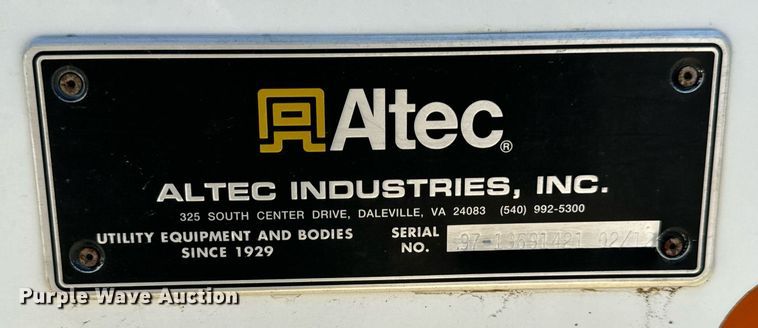 Altec®
ALTEC INDUSTRIES, INC.
325 SOUTH CENTER DRIVE, DALEVILLE, VA 24083 (540) 992-5300
UTILITY EQUIPMENT AND BODIES
SINCE 1929
SERIAL
NO.
Purple Wave Auction